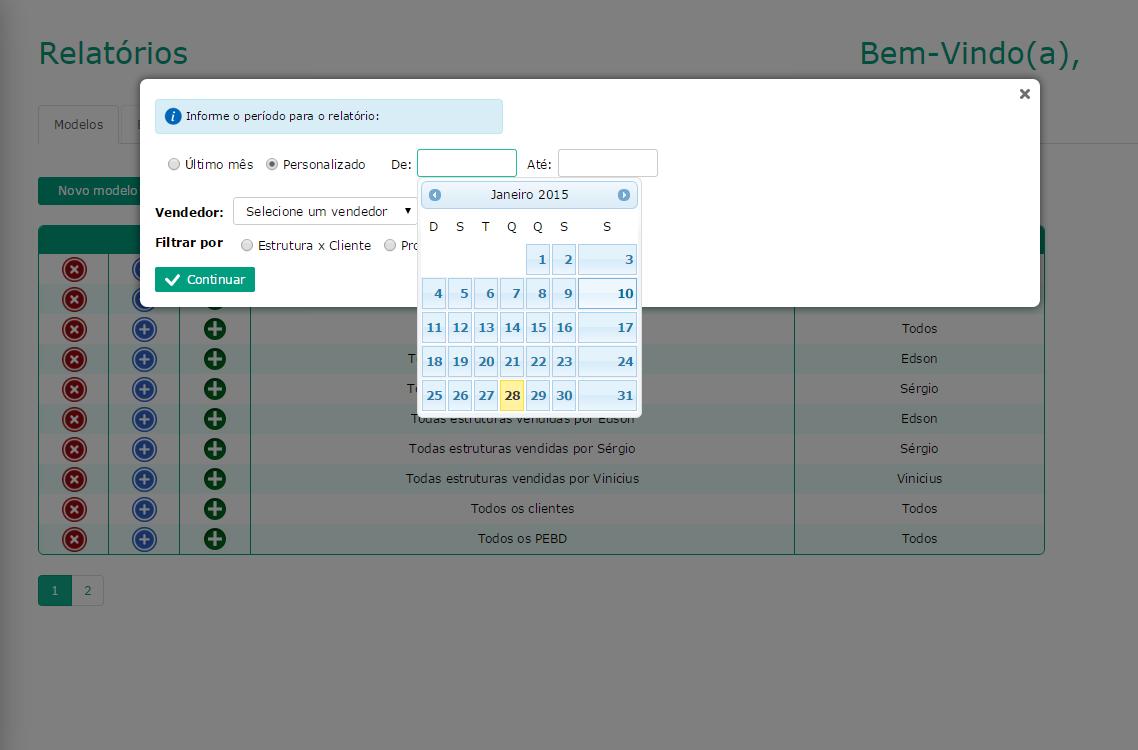 Relatórios
Bem-Vindo(a),
Informe o período para o relatório:
Modelos
Último mês Personalizado De: Até:
Novo modelo
Janeiro 2015
Vendedor: Selecione um vendedor
D S T Q Q S S
Filtrar por Estrutura x Cliente
1 2 3
Continuar
4 5 6 7 8 9 10
11 12 13 14 15 16 17
Todos
18 19 20 21 22 23 24
Edson
25 26 27 28 29 30 31
Sérgio
Todas estruturas vendidas por Edson
Edson
Todas estruturas vendidas por Sérgio
Sérgio
Todas estruturas vendidas por Vinicius
Vinicius
Todos os clientes
Todos
Todos os PEBD
Todos
1 2